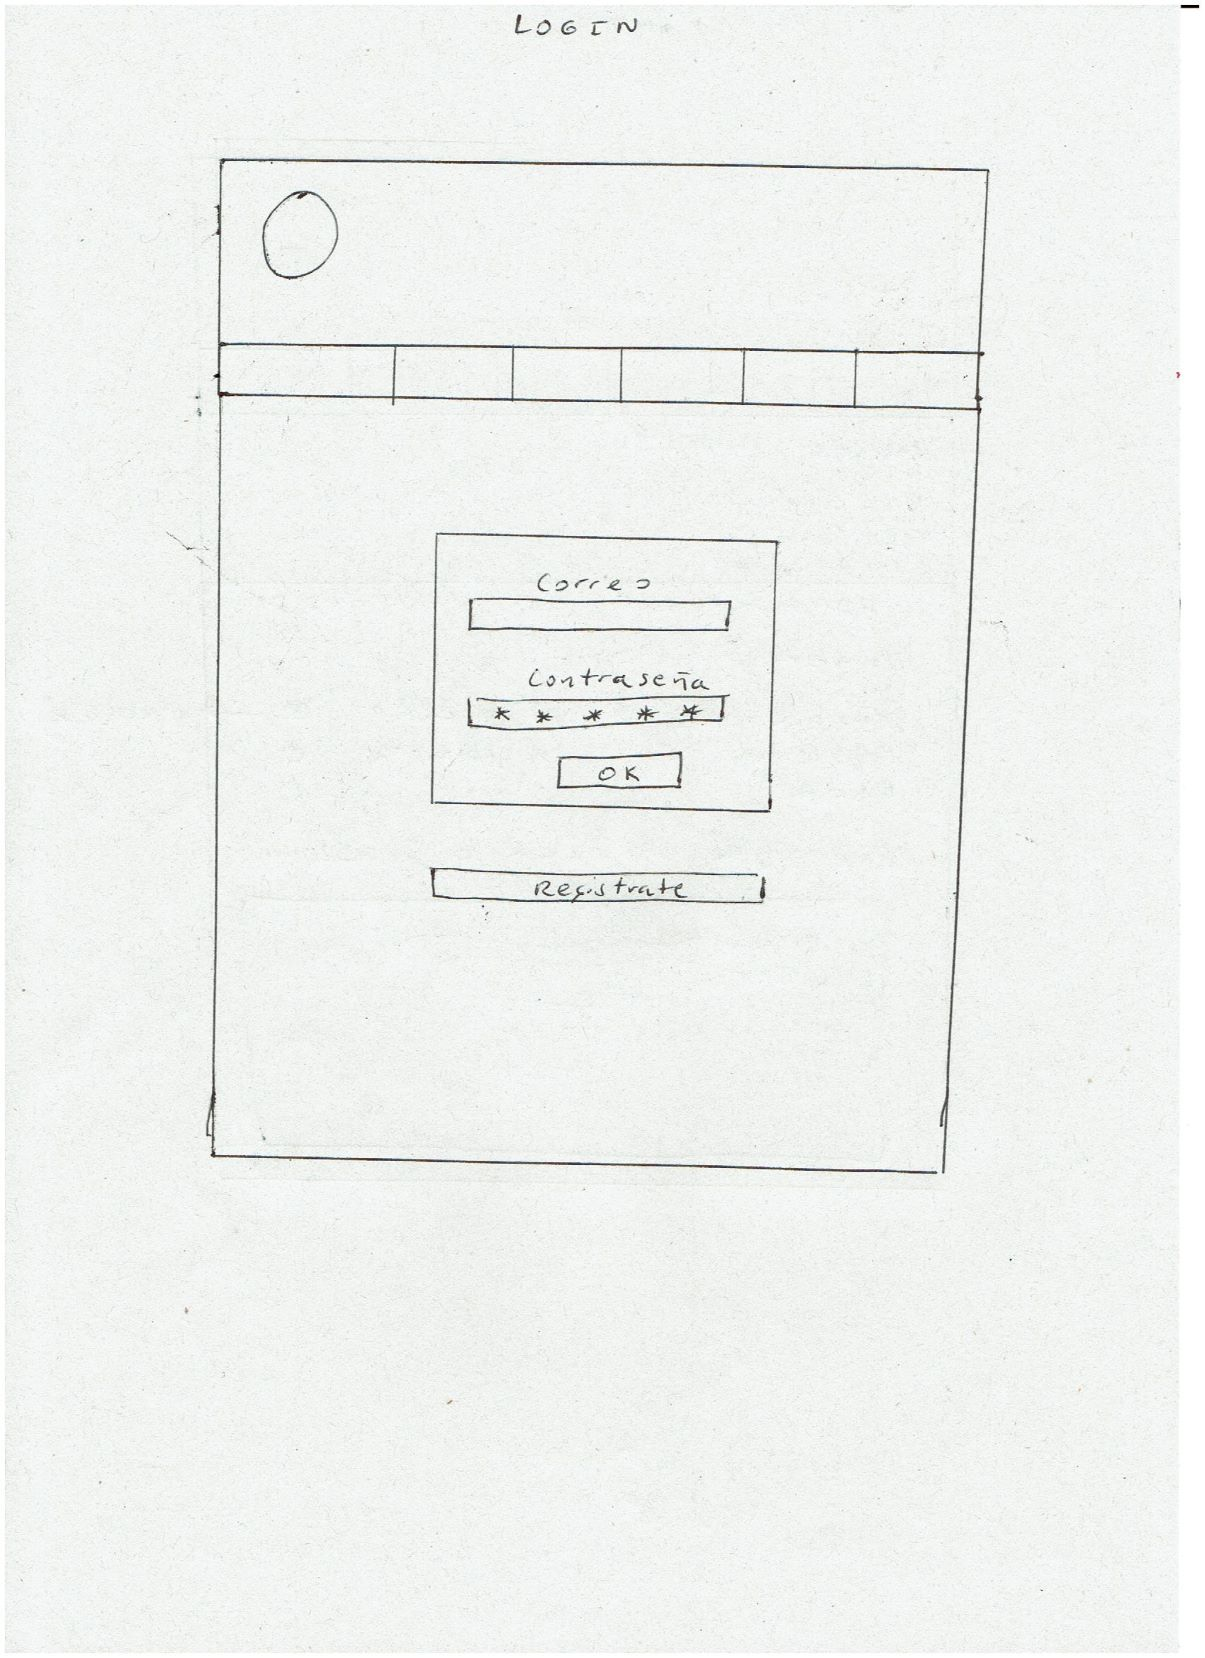 LOGIN
Correo
Contraseña
* * * * *
OK
Registrate